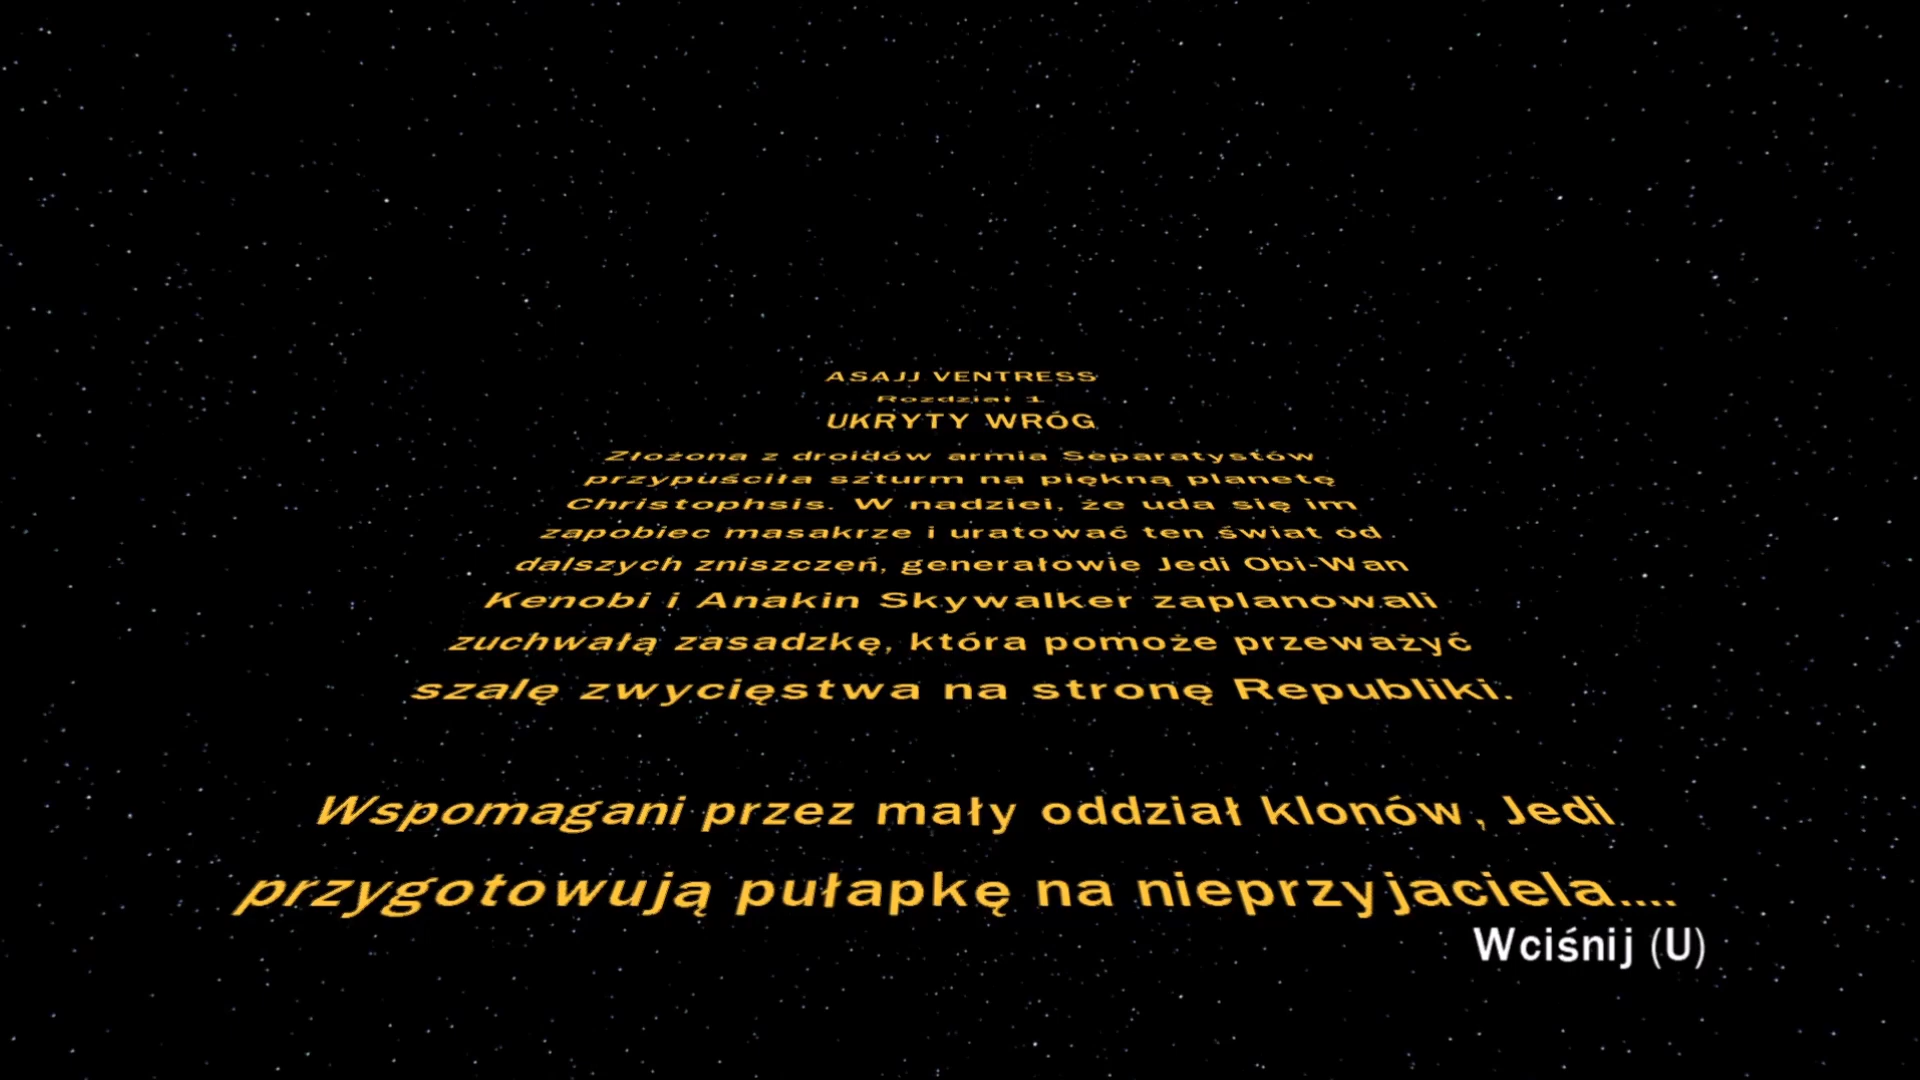 ASAJJ VENTRESS
Rozdział 1
UKRYTY WRÓG
Złożona z droidów armia Separatystów
przypuściła szturm na piękną planetę
Christophsis. W nadziei, że uda się im
zapobiec masakrze i uratować ten świat od
dalszych zniszczeń, generałowie Jedi Obi-Wan
Kenobi i Anakin Skywalker zaplanowali
zuchwałą zasadzkę, która pomoże przeważyć
szalę zwycięstwa na stronę Republiki.
Wspomagani przez mały oddział klonów, Jedi
przygotowują pułapkę na nieprzyjaciela....
Wciśnij (U)